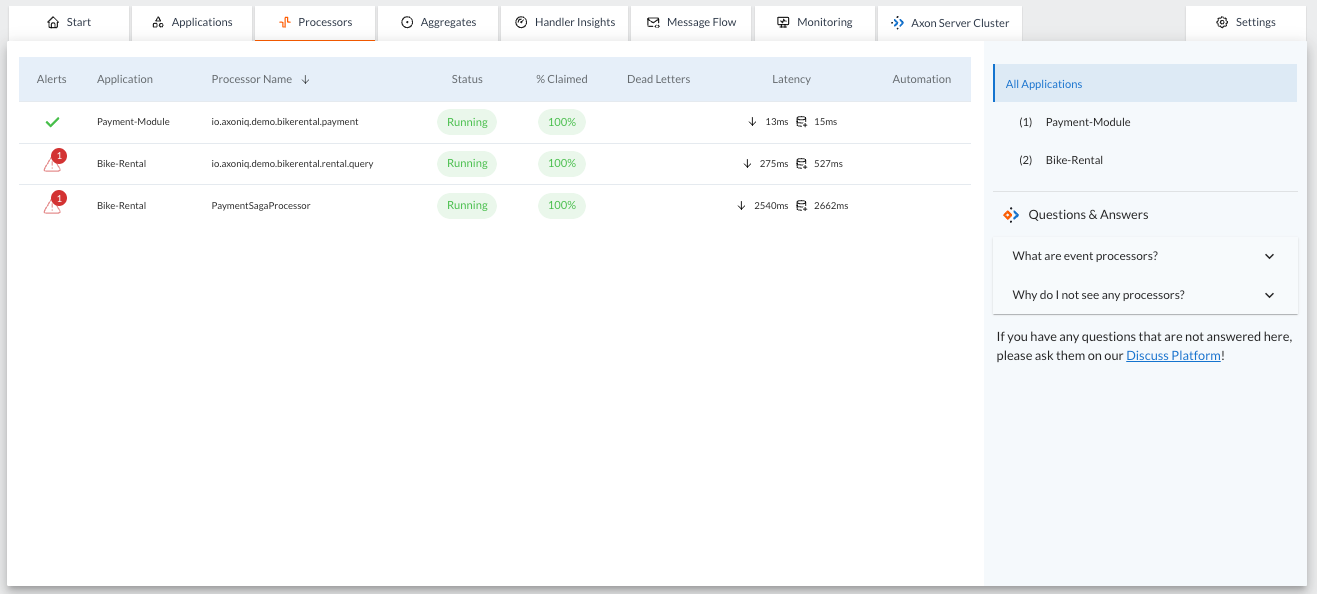 Start Applications Processors Aggregates Handler Insights Message Flow Monitoring Axon Server Cluster Settings
Alerts Application Processor Name Status % Claimed Dead Letters Latency Automation
Payment-Module io.axoniq.demo.bikerental.payment Running 100% 13ms 15ms
1 Bike-Rental io.axoniq.demo.bikerental.rental.query Running 100% 275ms 527ms
1 Bike-Rental PaymentSagaProcessor Running 100% 2540ms 2662ms
All Applications
(1) Payment-Module
(2) Bike-Rental
Questions & Answers
What are event processors?
Why do I not see any processors?
If you have any questions that are not answered here,
please ask them on our Discuss Platform!